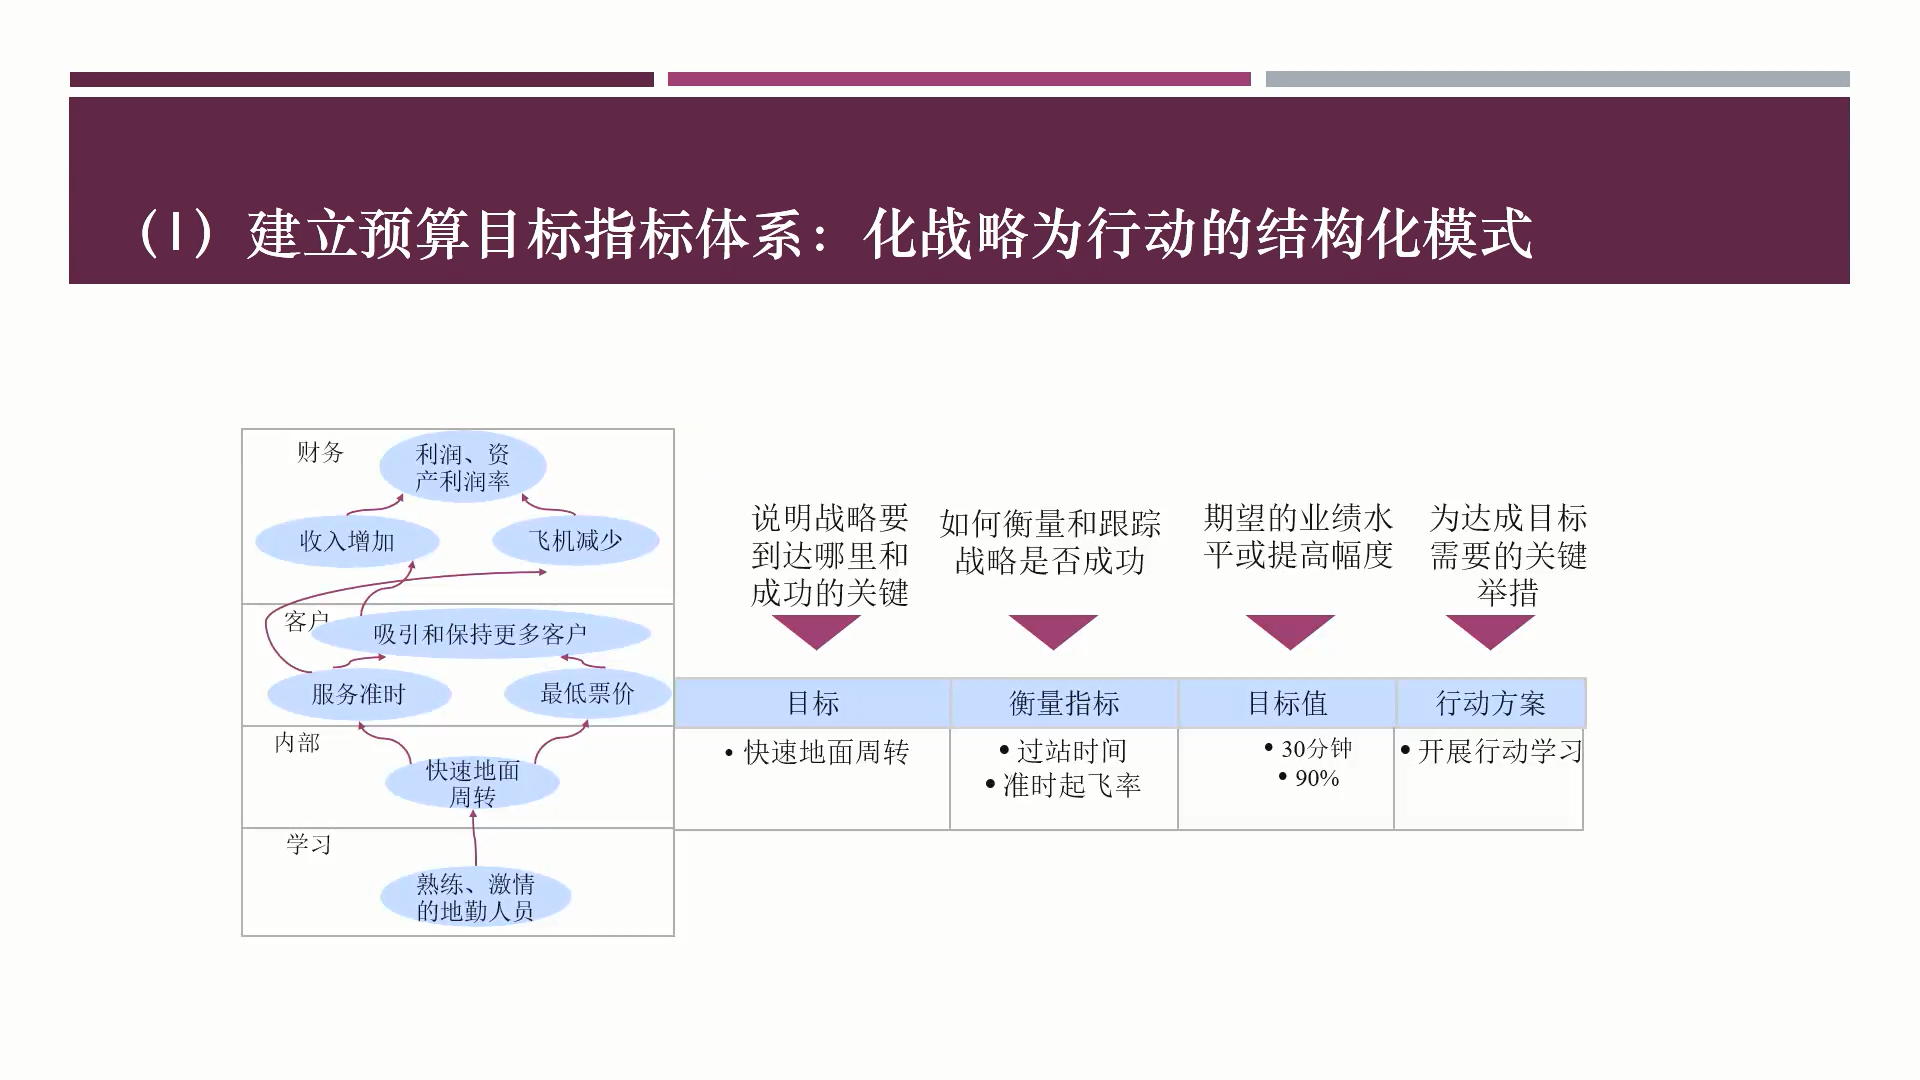 （1）建立预算目标指标体系：化战略为行动的结构化模式
财务
利润、资
产利润率
收入增加
飞机减少
客户
吸引和保持更多客户
服务准时
最低票价
内部
快速地面
周转
学习
熟练、激情
的地勤人员
说明战略要
到达哪里和
成功的关键
如何衡量和跟踪
战略是否成功
期望的业绩水
平或提高幅度
为达成目标
需要的关键
举措
目标
衡量指标
目标值
行动方案
• 快速地面周转
• 过站时间
• 准时起飞率
• 30分钟
• 90%
• 开展行动学习